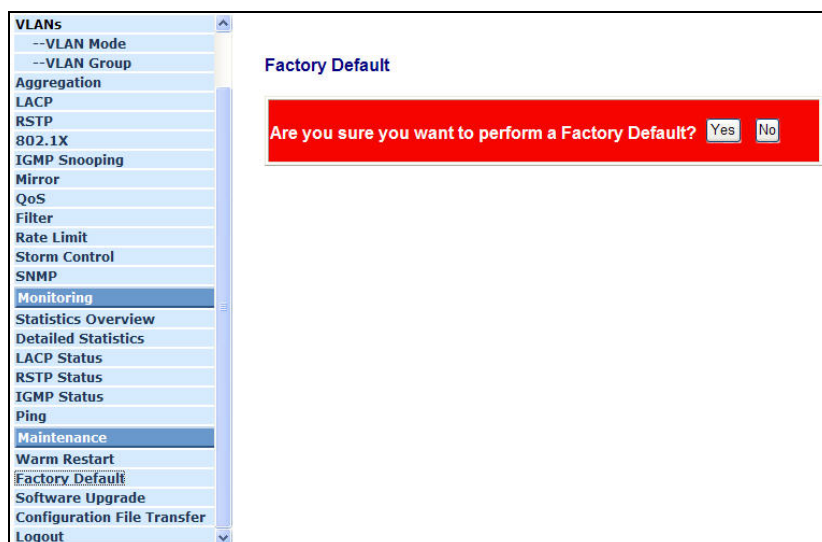 VLANs
--VLAN Mode
--VLAN Group
Aggregation
LACP
RSTP
802.1X
IGMP Snooping
Mirror
QoS
Filter
Rate Limit
Storm Control
SNMP
Monitoring
Statistics Overview
Detailed Statistics
LACP Status
RSTP Status
IGMP Status
Ping
Maintenance
Warm Restart
Factory Default
Software Upgrade
Configuration File Transfer
Logout
Factory Default
Are you sure you want to perform a Factory Default? Yes No